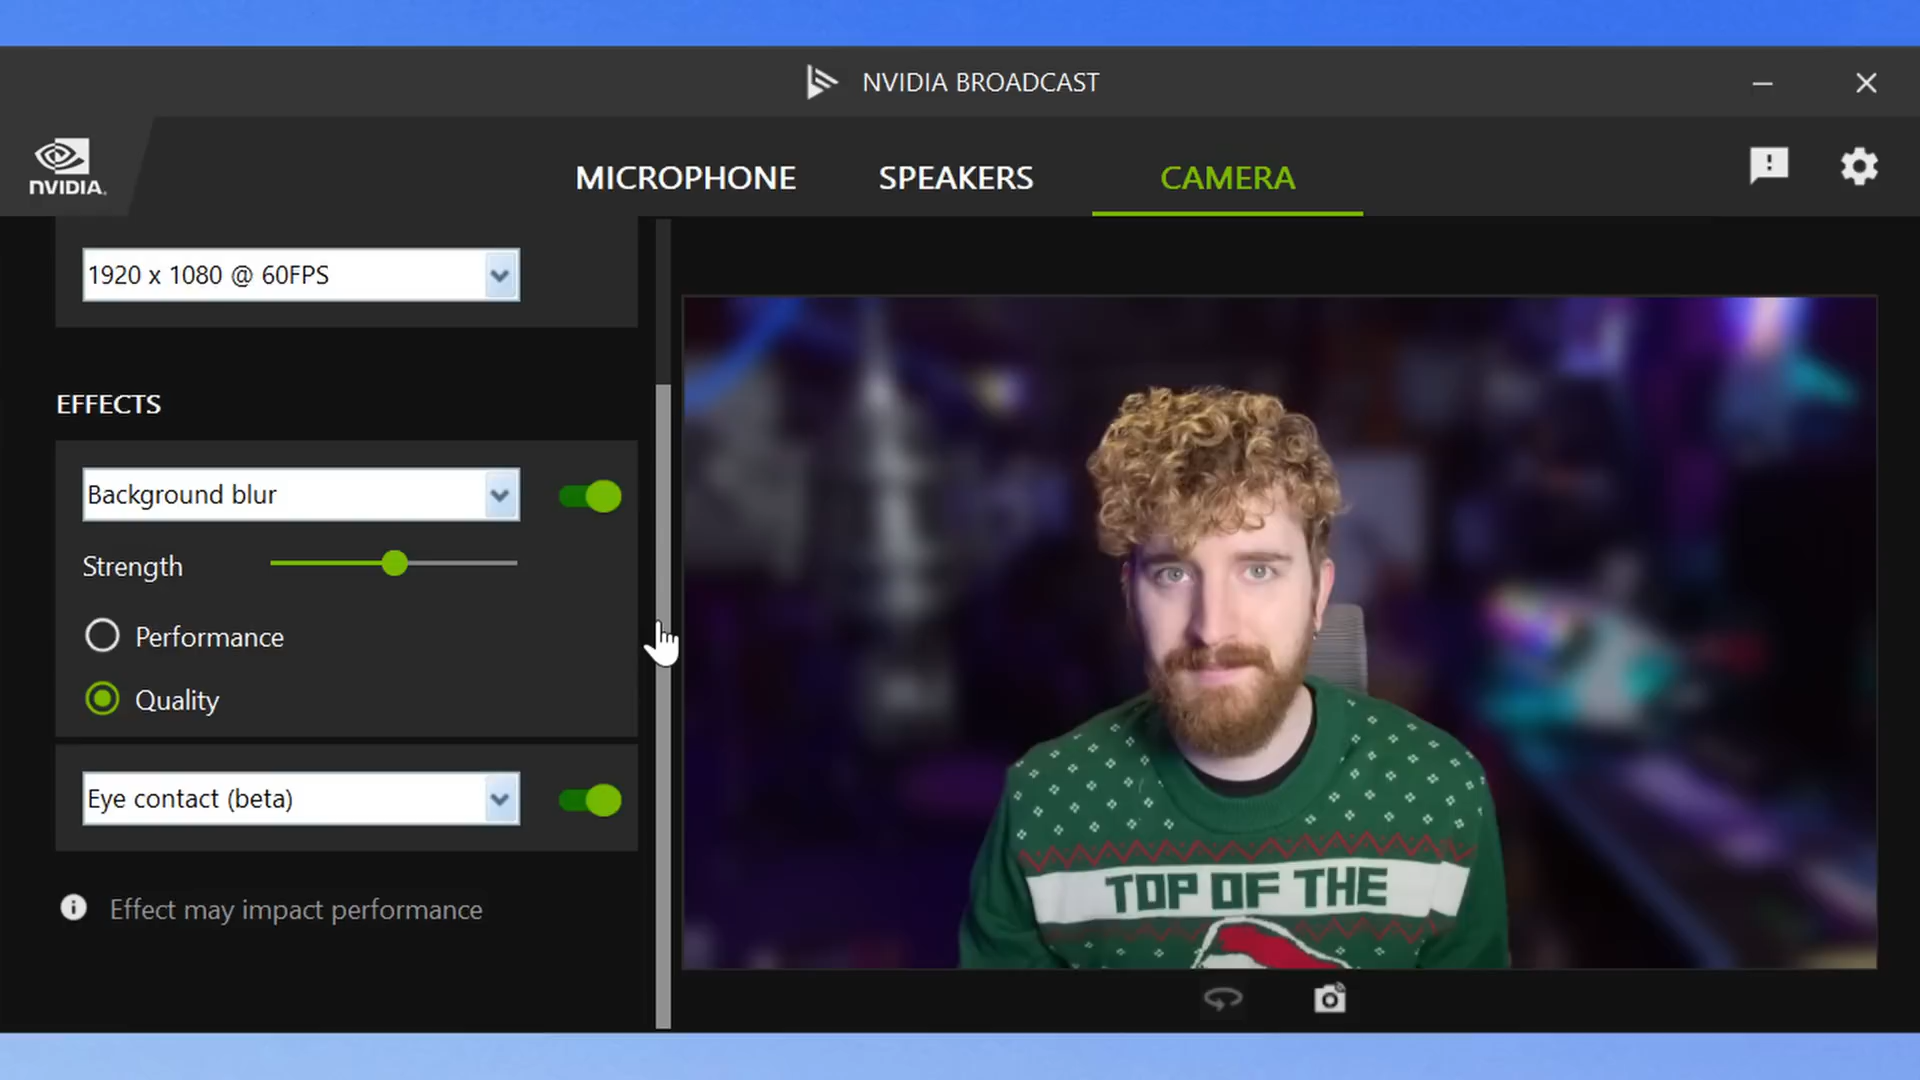 NVIDIA BROADCAST
NVIDIA.
MICROPHONE
SPEAKERS
CAMERA
1920 x 1080 @ 60FPS
EFFECTS
Background blur
Strength
Performance
Quality
Eye contact (beta)
Effect may impact performance
TOP OF THE